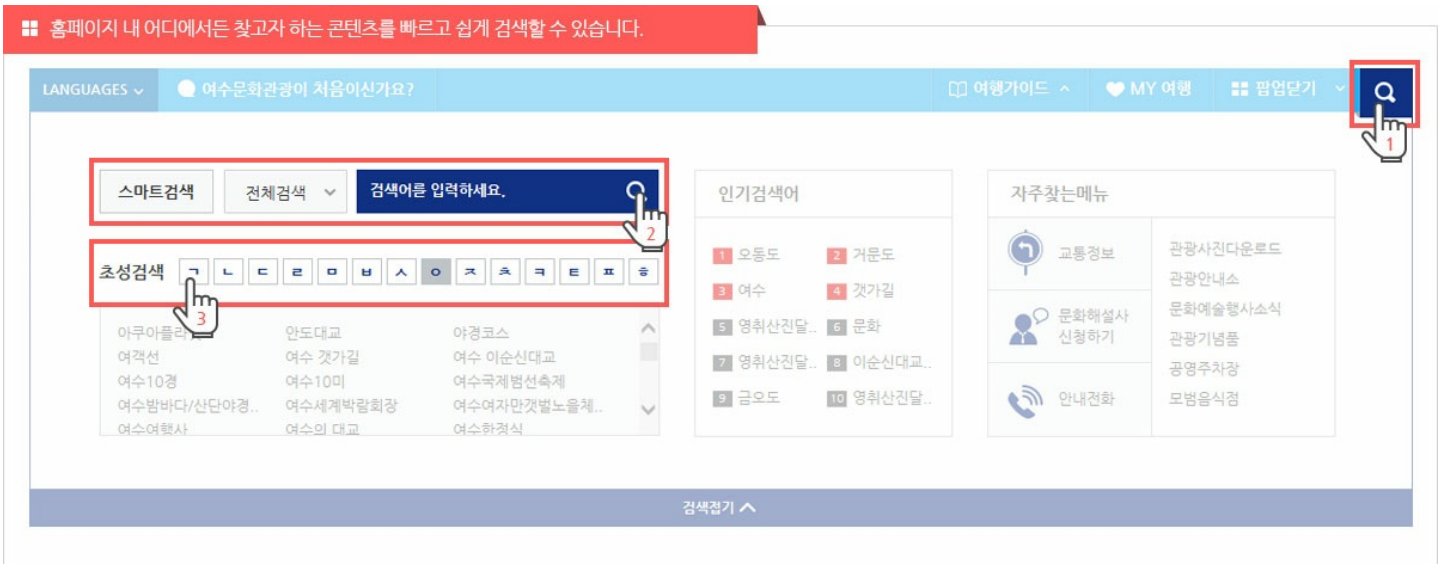 홈페이지 내 어디에서든 찾고자 하는 콘텐츠를 빠르고 쉽게 검색할 수 있습니다.
LANGUAGES 여수문화관광이 처음이신가요? 여행가이드 MY 여행 팝업닫기
1
스마트검색 전체검색 검색어를 입력하세요.
2
초성검색 ㄱ ㄴ ㄷ ㄹ ㅁ ㅂ ㅅ ㅇ ㅈ ㅊ ㅋ ㅌ ㅍ ㅎ
3
안도대교 야경코스
여객선 여수 갯가길 여수 이순신대교
여수10경 여수10미 여수국제범선축제
여수밤바다/산단야경.. 여수세계박람회장 여수여자만갯벌노을체..
여수여행사 여수의 대교 여수한정식
인기검색어
1 오동도 2 거문도
3 여수 4 갯가길
5 영취산진달.. 6 문화
7 영취산진달.. 8 이순신대교..
9 금오도 10 영취산진달..
자주찾는메뉴
교통정보
문화해설사
신청하기
안내전화
관광사진다운로드
관광안내소
문화예술행사소식
관광기념품
공영주차장
모범음식점
검색접기